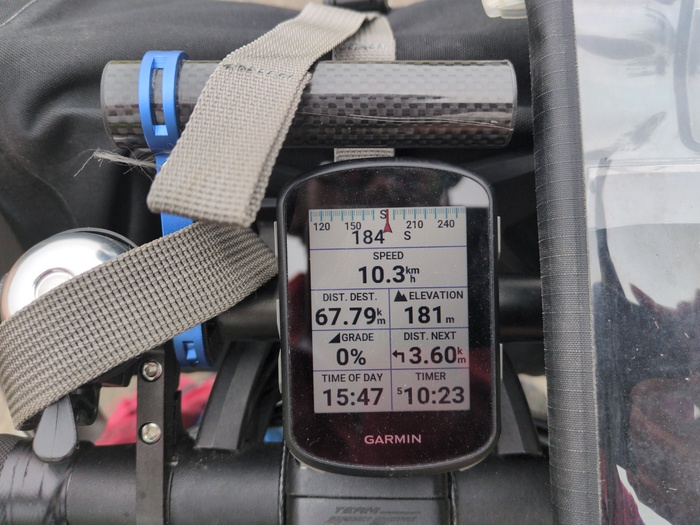 S
120 150 210 240
184° S
SPEED
10.3 km/h
DIST. DEST. ELEVATION
67.79 km 181 m
GRADE DIST. NEXT
0% 3.60 km
TIME OF DAY TIMER
15:47 5 10:23
GARMIN